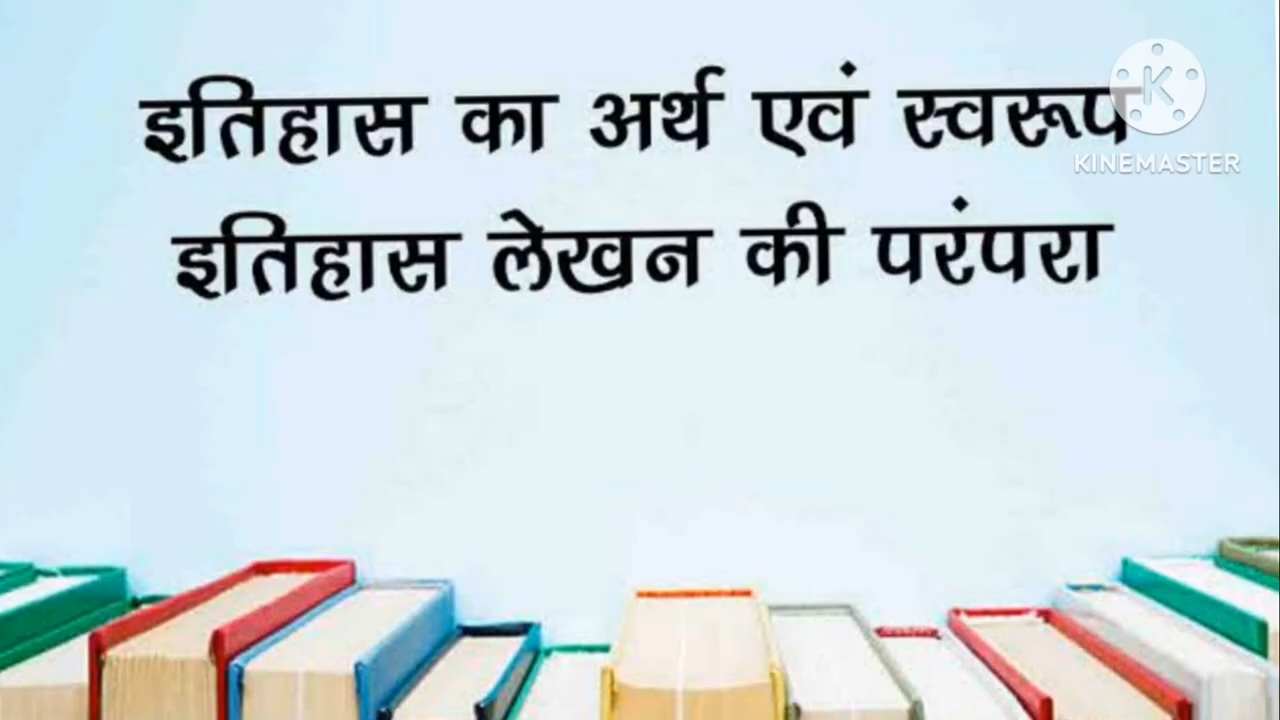 इतिहास का अर्थ एवं स्वरूप
इतिहास लेखन की परंपरा
K
KINEMASTER